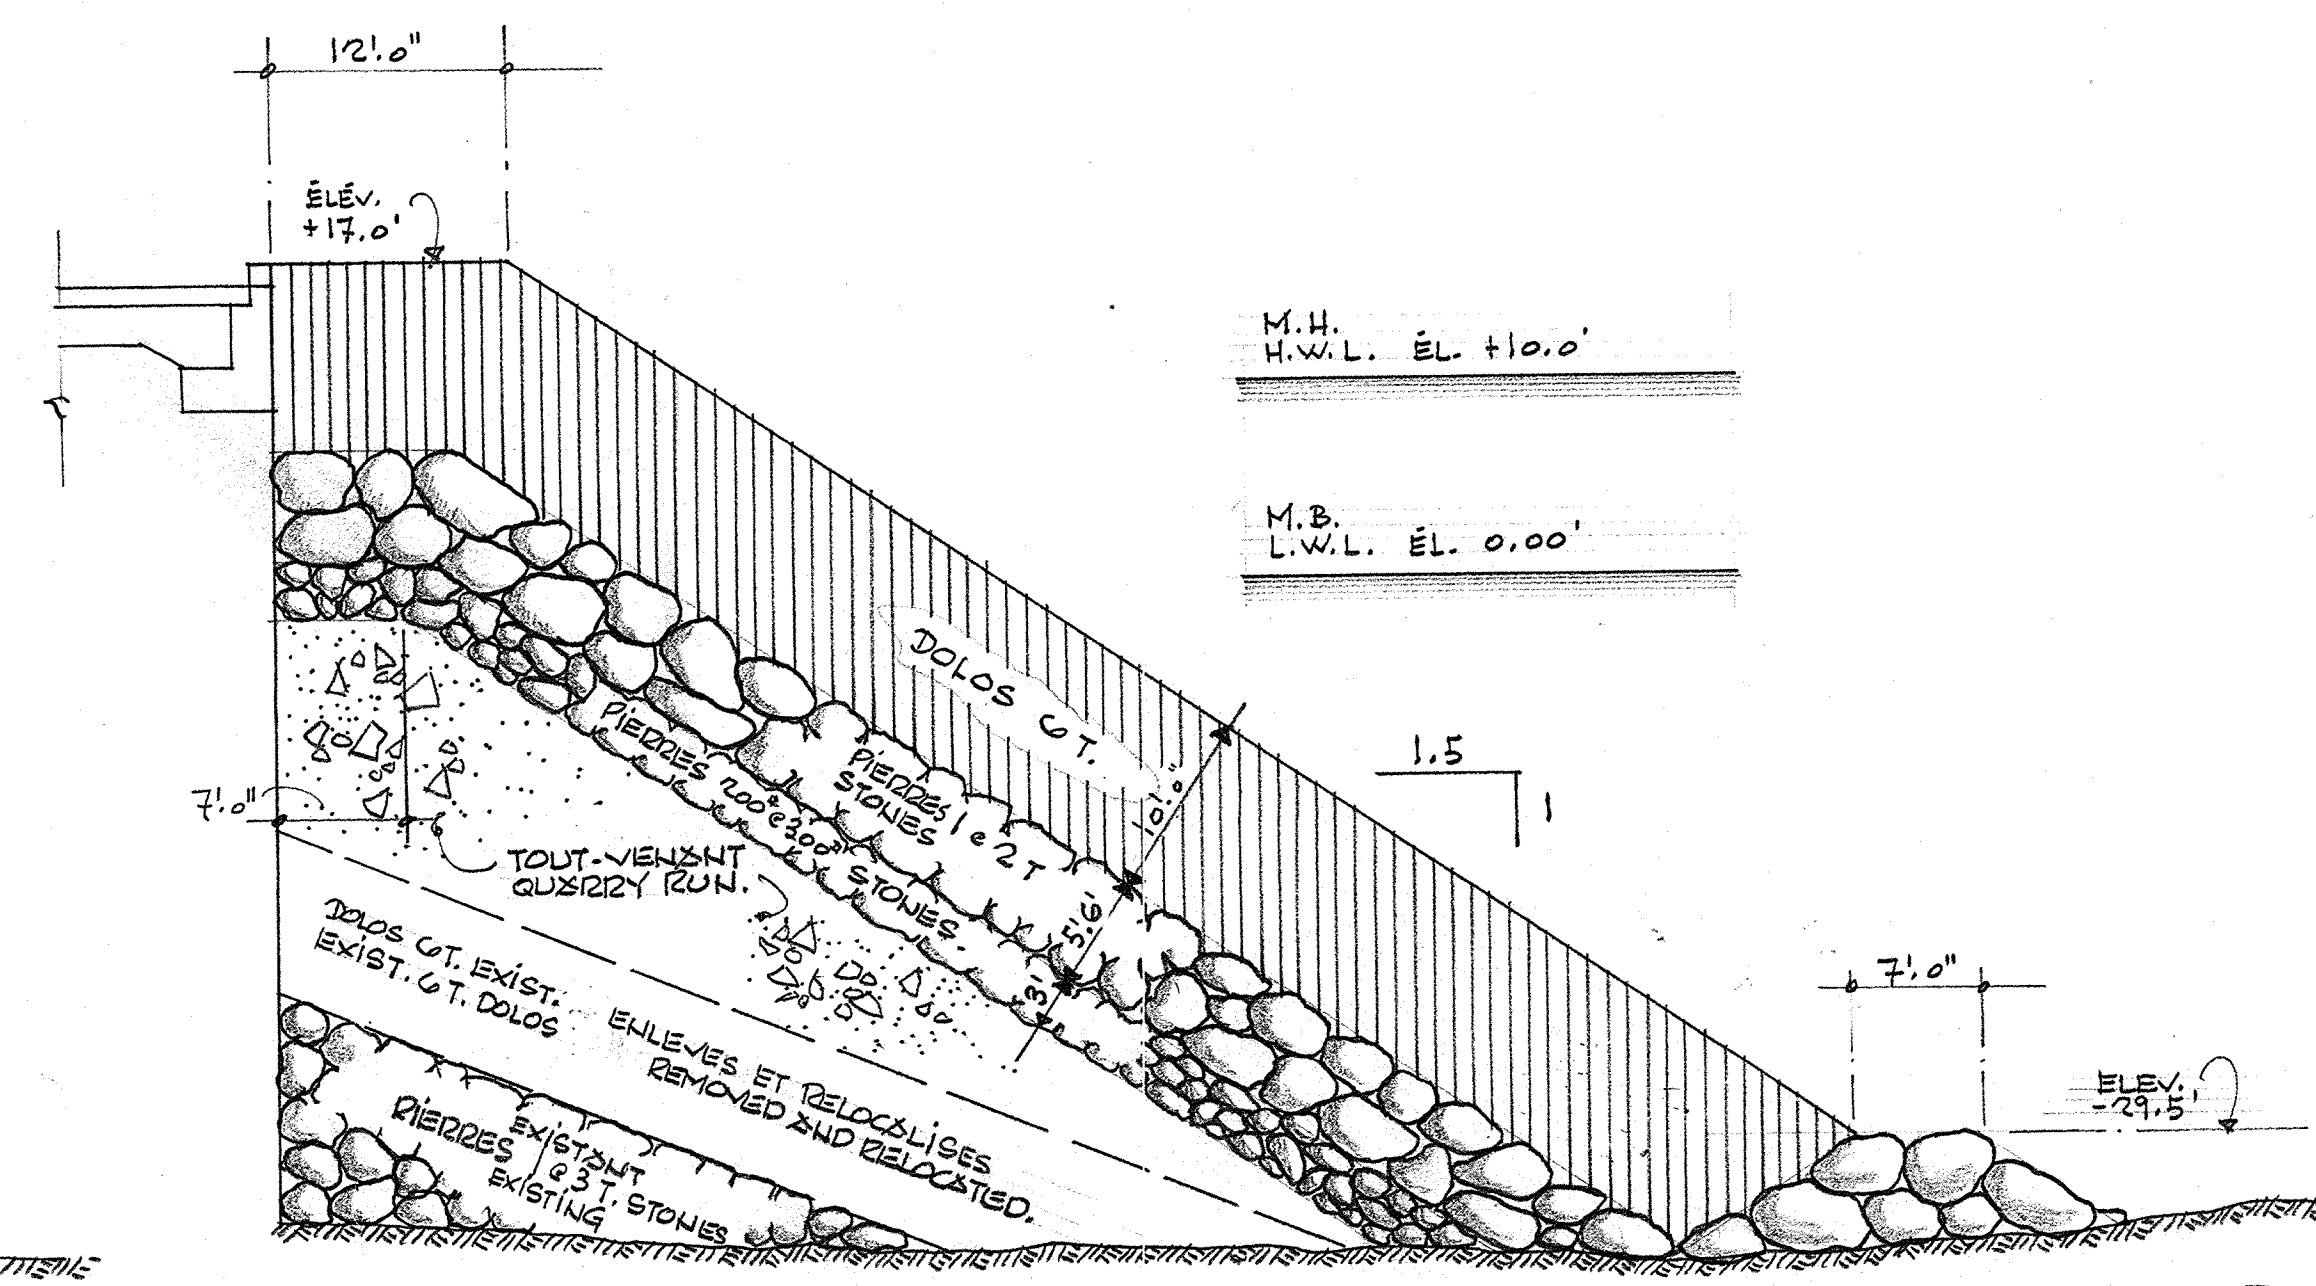 12'.0"
ÉLÉV.
+17.0'
M.H.
H.W.L. ÉL. +10.0'
M.B.
L.W.L. ÉL. 0.00'
DOLOS 6 T.
1.5
1
10'.0"
PIERRES 1 @ 2 T
STONES
PIERRES 200# @ 300# STONES.
5'.6'
3'
7'.0"
TOUT-VENANT
QUARRY RUN.
DOLOS 6T. EXIST.
EXIST. 6 T. DOLOS
ENLEVES ET RELOCALISES
REMOVED AND RELOCATED.
EXISTANT
PIERRES @ 3 T. STONES
EXISTING
7'.0"
ELEV.
-29.5'